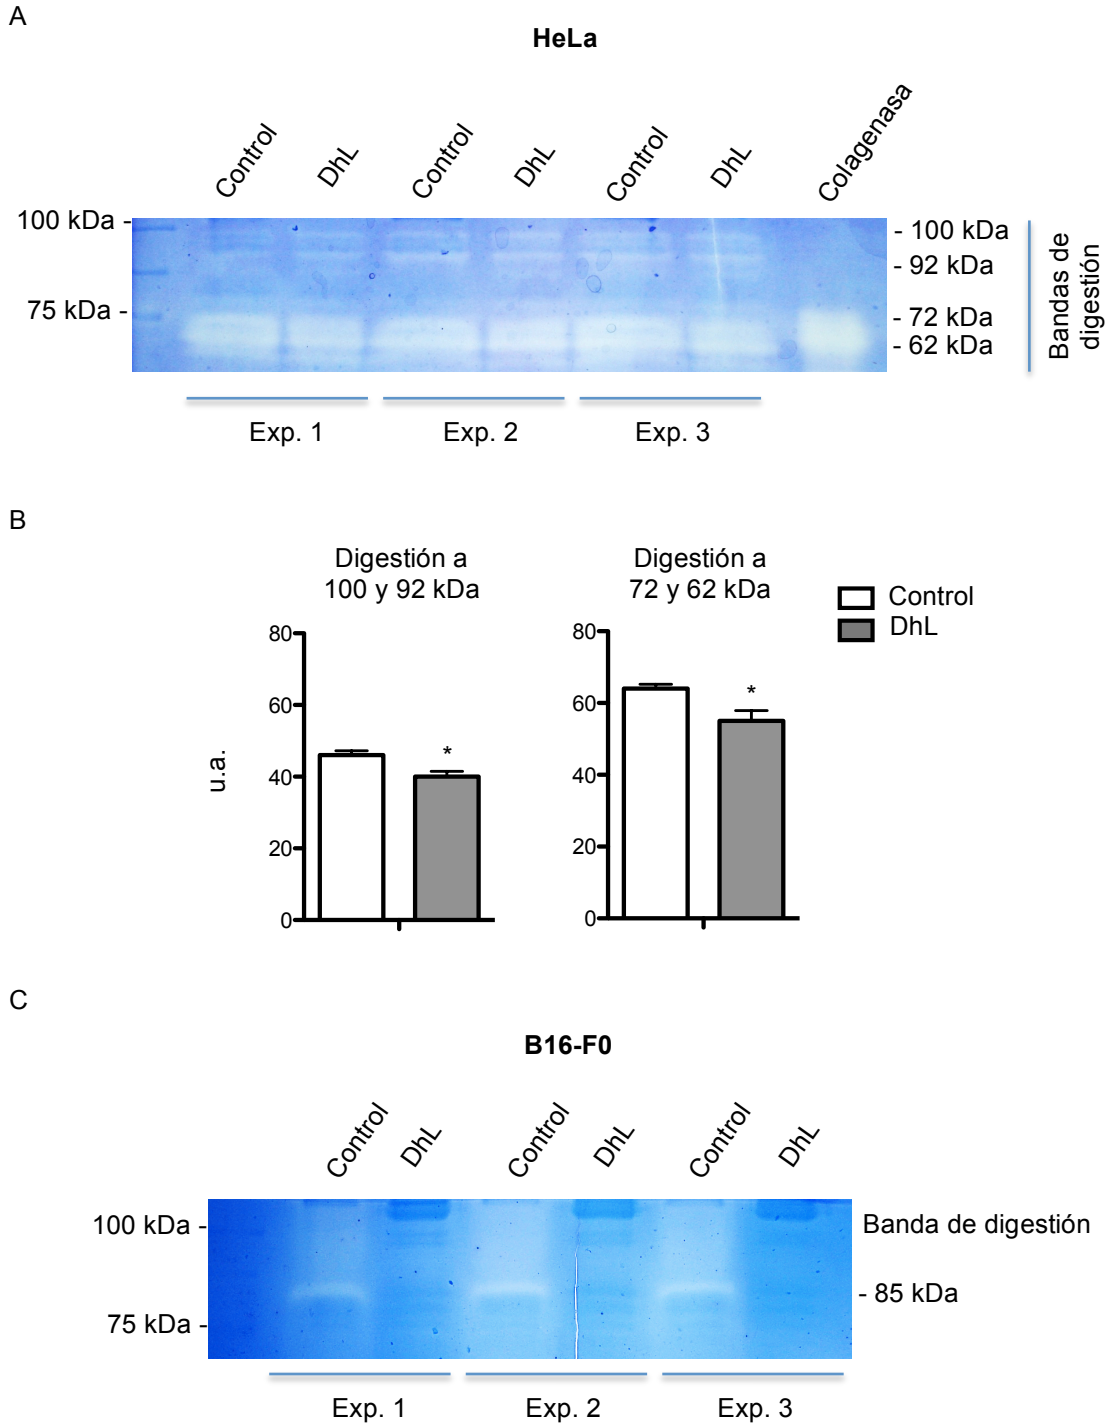 A
HeLa
Control
DhL
Control
DhL
Control
DhL
Colagenasa
100 kDa -
75 kDa -
- 100 kDa
- 92 kDa
- 72 kDa
- 62 kDa
Bandas de
digestión
Exp. 1
Exp. 2
Exp. 3
B
Digestión a
100 y 92 kDa
Digestión a
72 y 62 kDa
Control
DhL
u.a.
80
60
40
20
0
*
80
60
40
20
0
*
C
B16-F0
Control
DhL
Control
DhL
Control
DhL
100 kDa -
75 kDa -
Banda de digestión
- 85 kDa
Exp. 1
Exp. 2
Exp. 3